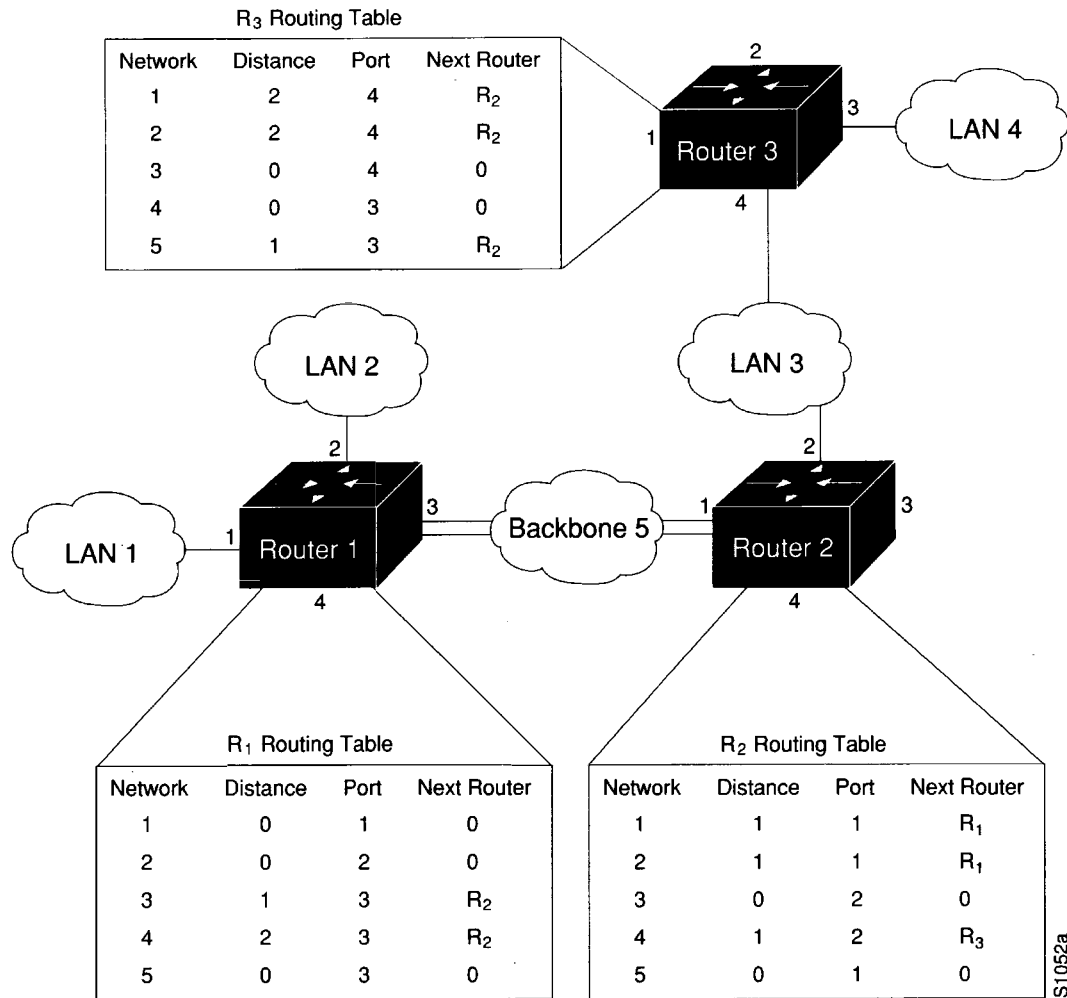 R3 Routing Table
Network Distance Port Next Router
1 2 4 R2
2 2 4 R2
3 0 4 0
4 0 3 0
5 1 3 R2
2
1
Router 3
3
4
LAN 4
LAN 2
LAN 3
LAN 1
2
1
Router 1
3
4
Backbone 5
2
1
Router 2
3
4
R1 Routing Table
Network Distance Port Next Router
1 0 1 0
2 0 2 0
3 1 3 R2
4 2 3 R2
5 0 3 0
R2 Routing Table
Network Distance Port Next Router
1 1 1 R1
2 1 1 R1
3 0 2 0
4 1 2 R3
5 0 1 0
S1052a